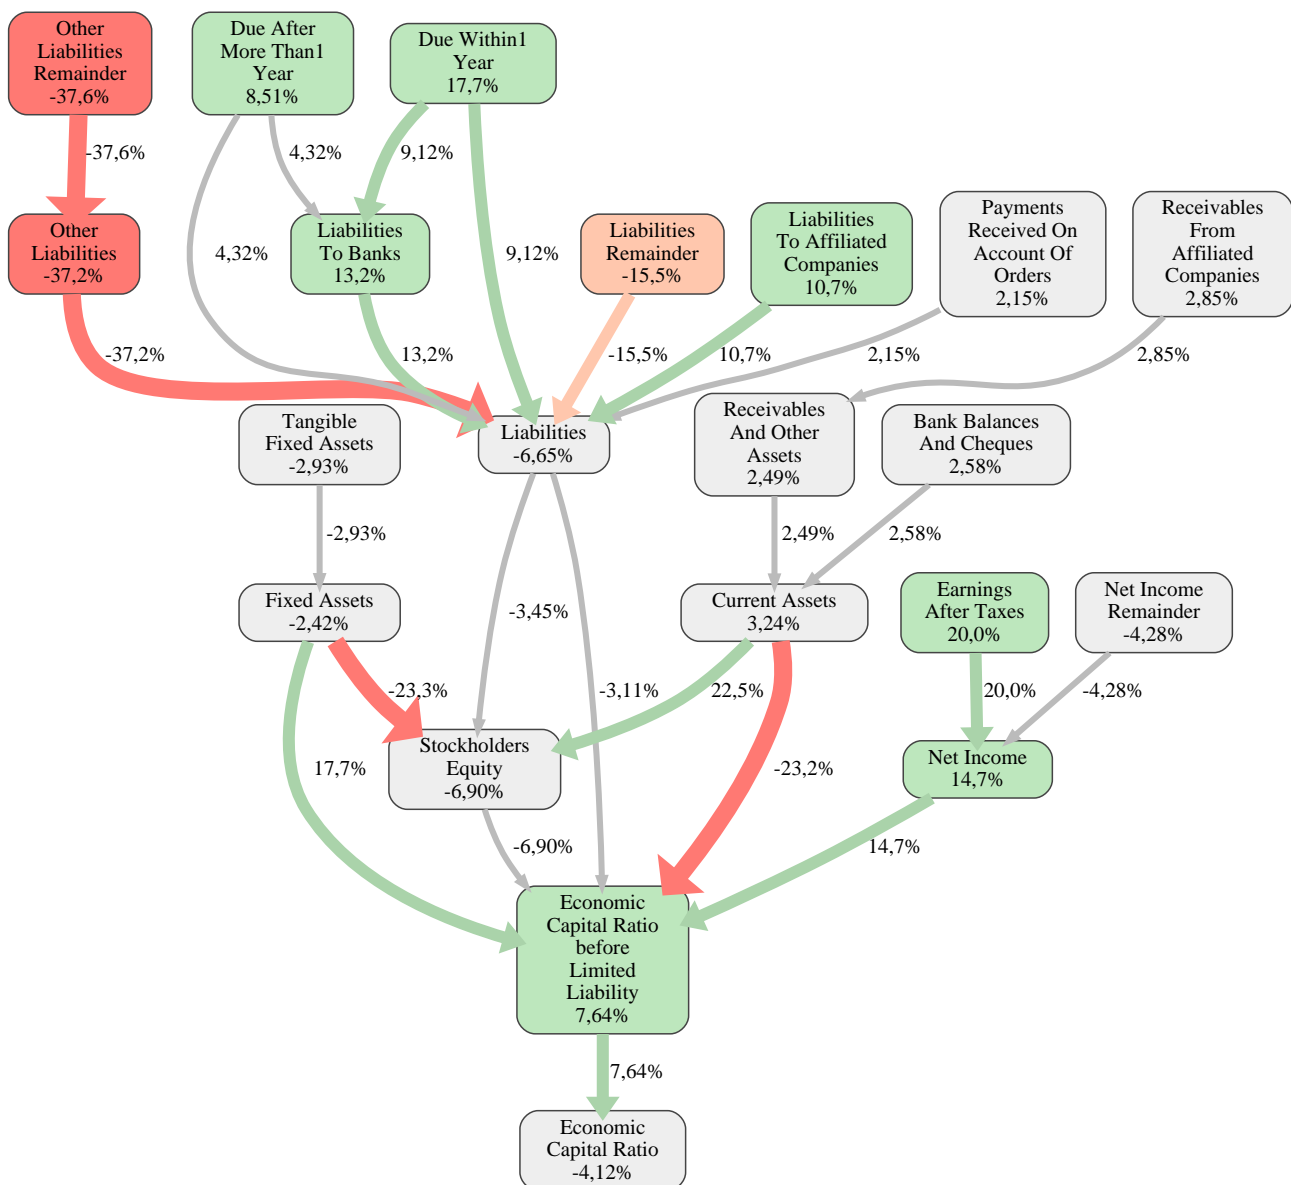 Other
Liabilities
Remainder
-37,6%
Due After
More Than1
Year
8,51%
Due Within1
Year
17,7%
-37,6%
4,32%
9,12%
Other
Liabilities
-37,2%
4,32%
Liabilities
To Banks
13,2%
9,12%
Liabilities
Remainder
-15,5%
Liabilities
To Affiliated
Companies
10,7%
Payments
Received On
Account Of
Orders
2,15%
Receivables
From
Affiliated
Companies
2,85%
-37,2%
13,2%
-15,5%
10,7%
2,15%
2,85%
Tangible
Fixed Assets
-2,93%
Liabilities
-6,65%
Receivables
And Other
Assets
2,49%
Bank Balances
And Cheques
2,58%
-2,93%
2,49%
2,58%
Fixed Assets
-2,42%
-3,45%
Current Assets
3,24%
Earnings
After Taxes
20,0%
Net Income
Remainder
-4,28%
-23,3%
-3,11%
22,5%
20,0%
-4,28%
17,7%
Stockholders
Equity
-6,90%
-23,2%
Net Income
14,7%
-6,90%
14,7%
Economic
Capital Ratio
before
Limited
Liability
7,64%
7,64%
Economic
Capital Ratio
-4,12%